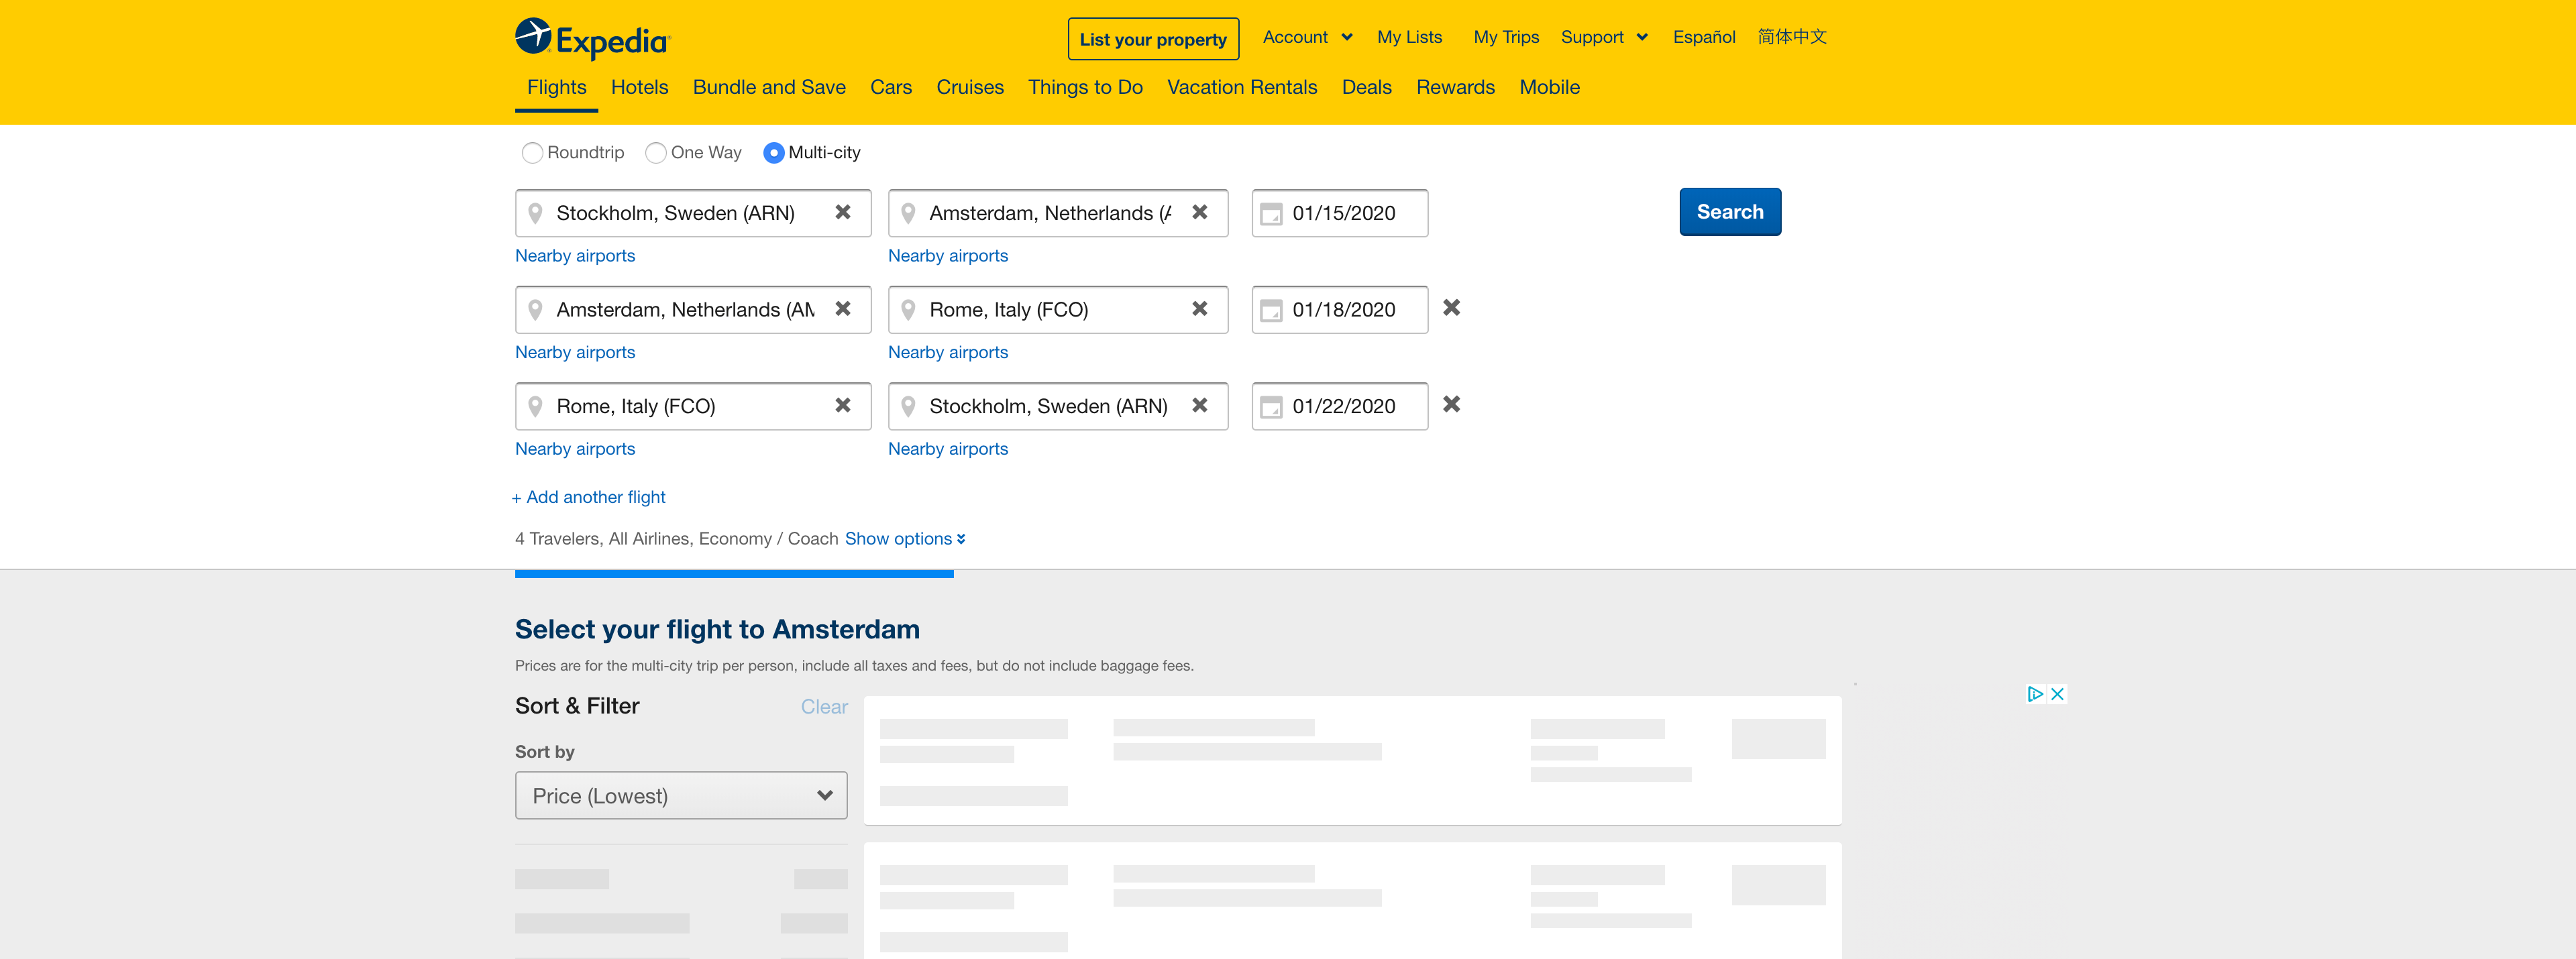 Expedia
List your property Account My Lists My Trips Support Español 简体中文
Flights Hotels Bundle and Save Cars Cruises Things to Do Vacation Rentals Deals Rewards Mobile
Roundtrip One Way Multi-city
Stockholm, Sweden (ARN) Amsterdam, Netherlands (A 01/15/2020 Search
Nearby airports Nearby airports
Amsterdam, Netherlands (AM Rome, Italy (FCO) 01/18/2020
Nearby airports Nearby airports
Rome, Italy (FCO) Stockholm, Sweden (ARN) 01/22/2020
Nearby airports Nearby airports
+ Add another flight
4 Travelers, All Airlines, Economy / Coach Show options
Select your flight to Amsterdam
Prices are for the multi-city trip per person, include all taxes and fees, but do not include baggage fees.
Sort & Filter Clear
Sort by
Price (Lowest)